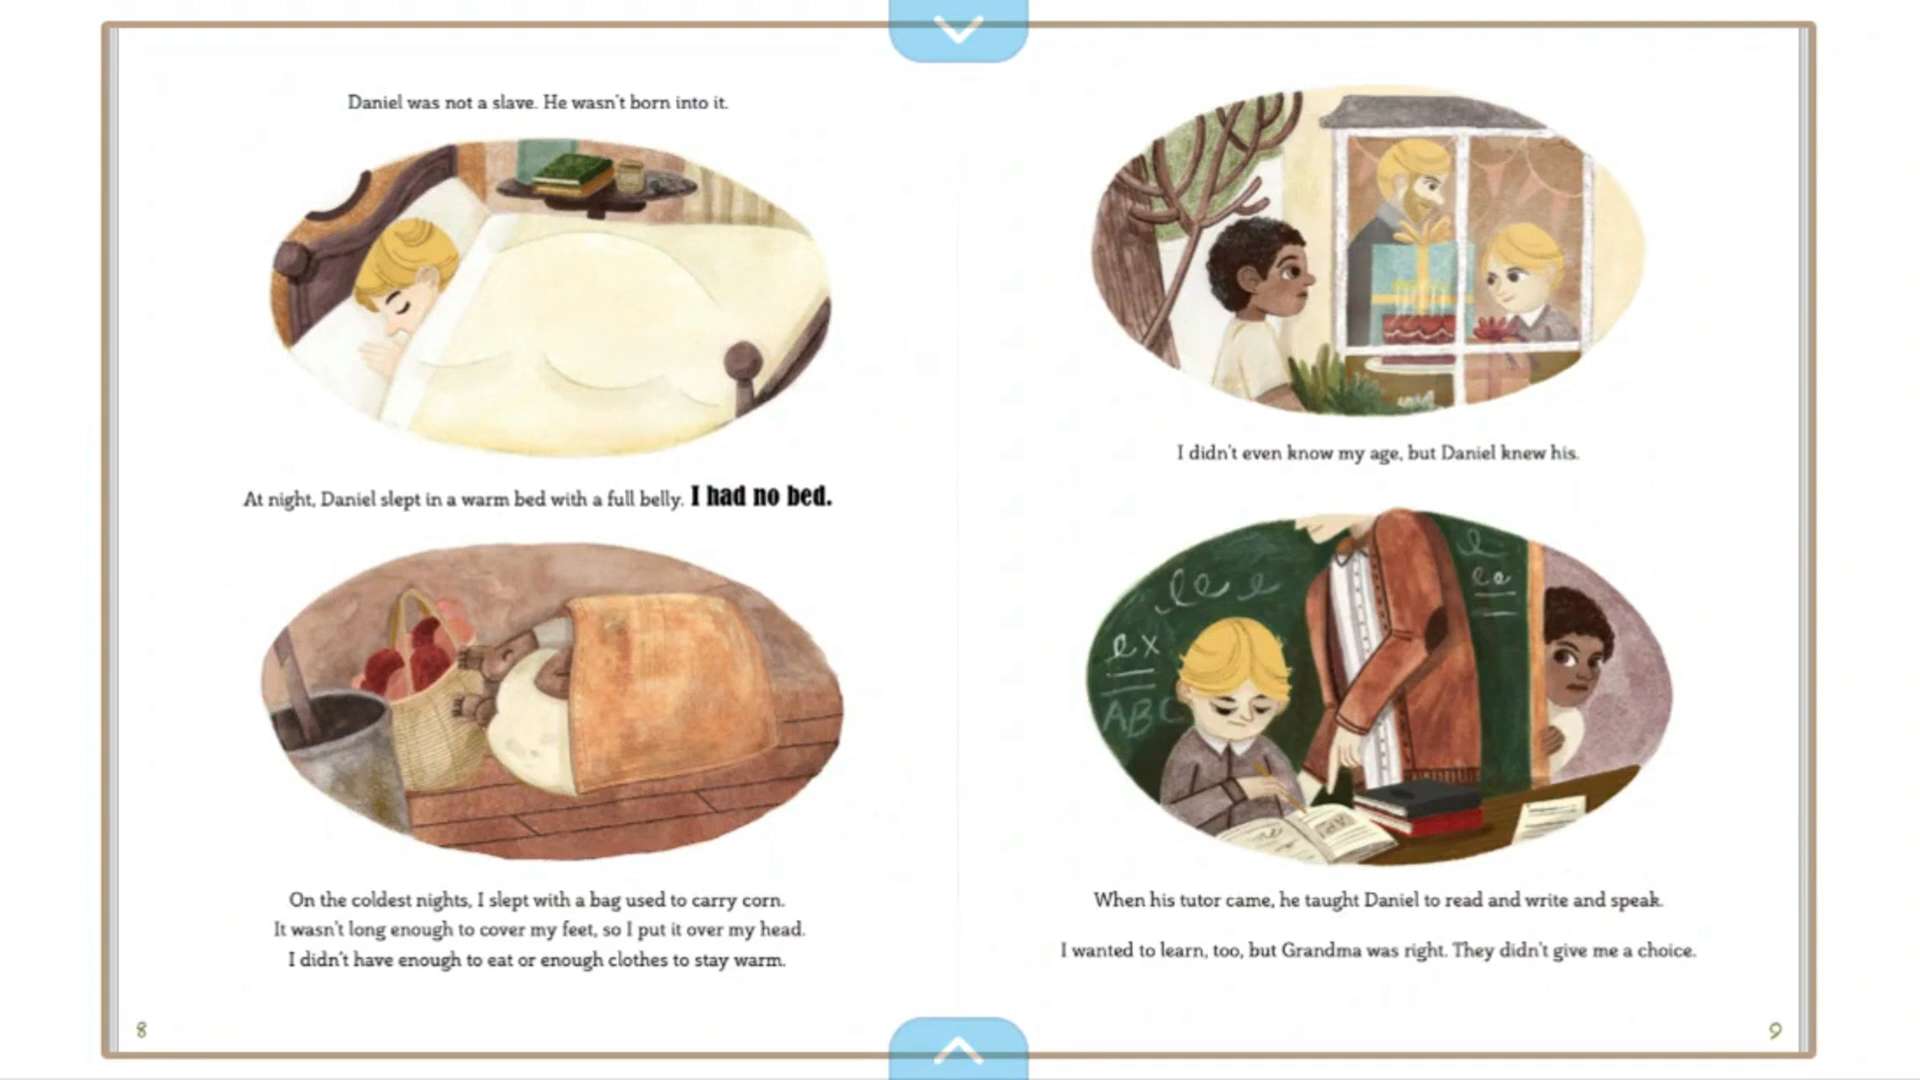 Daniel was not a slave. He wasn't born into it.
At night, Daniel slept in a warm bed with a full belly. I had no bed.
On the coldest nights, I slept with a bag used to carry corn.
It wasn't long enough to cover my feet, so I put it over my head.
I didn't have enough to eat or enough clothes to stay warm.
8
I didn't even know my age, but Daniel knew his.
le e e
e
e e
ex
ABC
When his tutor came, he taught Daniel to read and write and speak.
I wanted to learn, too, but Grandma was right. They didn't give me a choice.
9